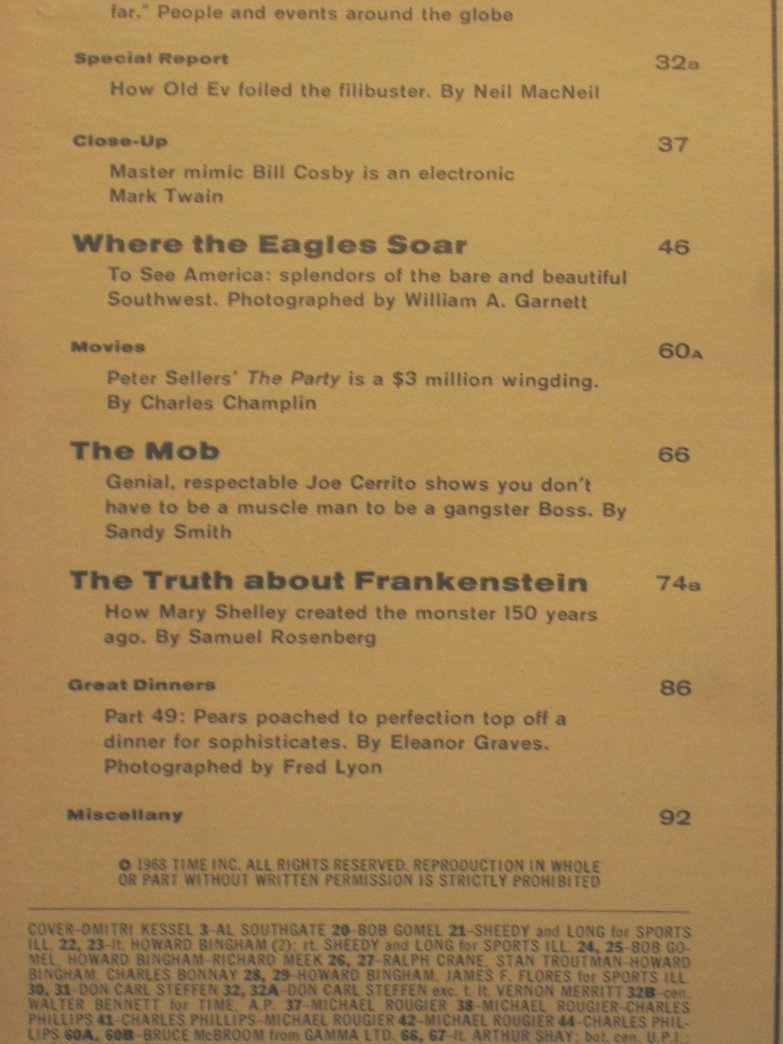 far." People and events around the globe
Special Report 32B
How Old Ev foiled the filibuster. By Neil MacNeil
Close-Up 37
Master mimic Bill Cosby is an electronic
Mark Twain
Where the Eagles Soar 46
To See America: splendors of the bare and beautiful
Southwest. Photographed by William A. Garnett
Movies 60A
Peter Sellers' The Party is a $3 million wingding.
By Charles Champlin
The Mob 66
Genial, respectable Joe Cerrito shows you don't
have to be a muscle man to be a gangster Boss. By
Sandy Smith
The Truth about Frankenstein 74B
How Mary Shelley created the monster 150 years
ago. By Samuel Rosenberg
Great Dinners 86
Part 49: Pears poached to perfection top off a
dinner for sophisticates. By Eleanor Graves.
Photographed by Fred Lyon
Miscellany 92
© 1968 TIME INC. ALL RIGHTS RESERVED. REPRODUCTION IN WHOLE
OR PART WITHOUT WRITTEN PERMISSION IS STRICTLY PROHIBITED
COVER-DMITRI KESSEL 3-AL SOUTHGATE 20-BOB GOMEL 21-SHEEDY and LONG for SPORTS
ILL. 22, 23-lt. HOWARD BINGHAM (2); rt. SHEEDY and LONG for SPORTS ILL. 24, 25-BOB GO-
MEL, HOWARD BINGHAM-RICHARD MEEK 26, 27-RALPH CRANE, STAN TROUTMAN-HOWARD
BINGHAM, CHARLES BONNAY 28, 29-HOWARD BINGHAM, JAMES F. FLORES for SPORTS ILL.
30, 31-DON CARL STEFFEN 32, 32A-DON CARL STEFFEN exc. t. lt. VERNON MERRITT 32B-cen.
WALTER BENNETT for TIME, A.P. 37-MICHAEL ROUGIER 38-MICHAEL ROUGIER-CHARLES
PHILLIPS 41-CHARLES PHILLIPS-MICHAEL ROUGIER 42-MICHAEL ROUGIER 44-CHARLES PHIL-
LIPS 60A, 60B-BRUCE McBROOM from GAMMA LTD. 66, 67-lt. ARTHUR SHAY; bot. cen. U.P.I.;